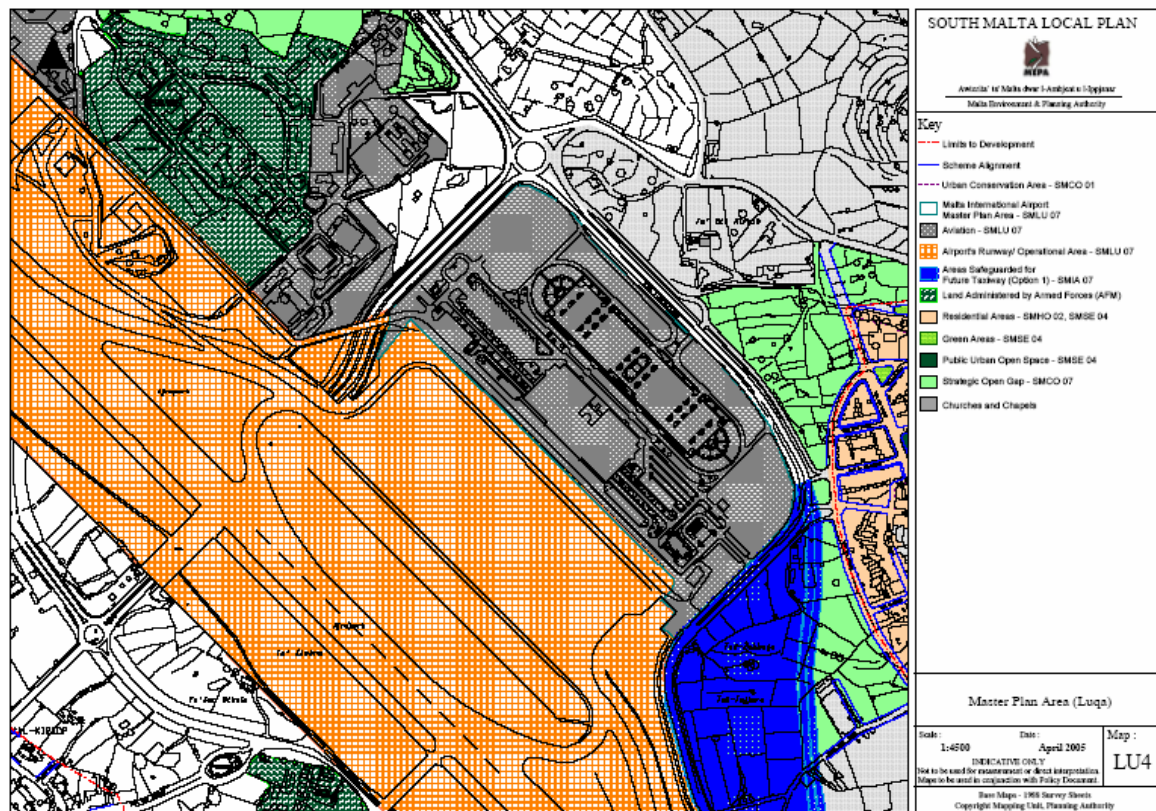 SOUTH MALTA LOCAL PLAN
MEPA
Awtorita' ta' Malta dwar l-Ambjent u l-Ippjanar
Malta Environment & Planning Authority
Key
Limits to Development
Scheme Alignment
Urban Conservation Area - SMCO 01
Malta International Airport
Master Plan Area - SMLU 07
Aviation - SMLU 07
Airport's Runway/ Operational Area - SMLU 07
Areas Safeguarded for
Future Taxiway (Option 1) - SMIA 07
Land Administered by Armed Forces (AFM)
Residential Areas - SMHO 02, SMSE 04
Green Areas - SMSE 04
Public Urban Open Space - SMSE 04
Strategic Open Gap - SMCO 07
Churches and Chapels
Master Plan Area (Luqa)
Scale :
1:4500
Date :
April 2005
Map :
LU4
INDICATIVE ONLY
Not to be used for measurement or direct interpretation.
Maps to be used in conjunction with Policy Document.
Base Maps - 1988 Survey Sheets
Copyright Mapping Unit, Planning Authority